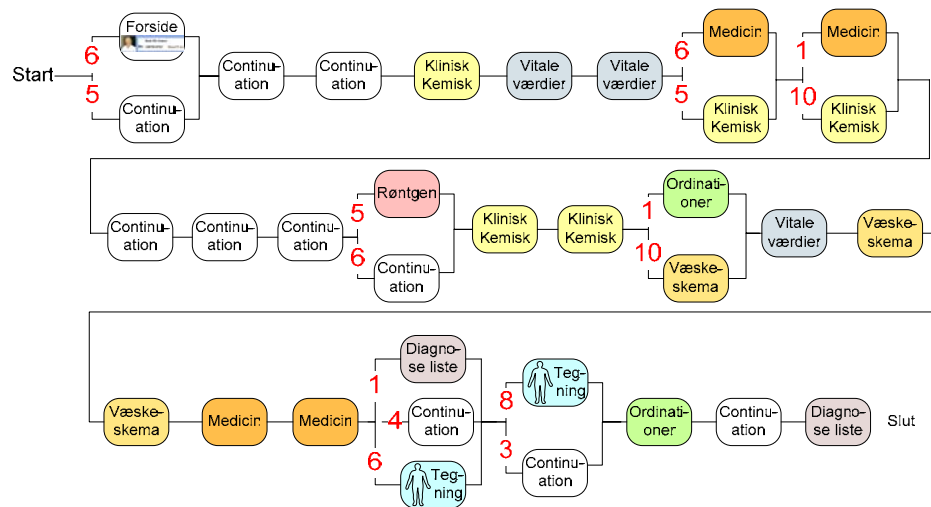 Forside
6
Start
5
Continu-
ation
Continu-
ation
Continu-
ation
Klinisk
Kemisk
Vitale
værdier
Vitale
værdier
6
Medicin
5
Klinisk
Kemisk
1
Medicin
10
Klinisk
Kemisk
Continu-
ation
Continu-
ation
Continu-
ation
5
Røntgen
6
Continu-
ation
Klinisk
Kemisk
Klinisk
Kemisk
1
Ordinati-
oner
10
Væske-
skema
Vitale
værdier
Væske-
skema
Væske-
skema
Medicin
Medicin
1
Diagno-
se liste
4
Continu-
ation
6
Teg-
ning
8
Teg-
ning
3
Continu-
ation
Ordinati-
oner
Continu-
ation
Diagno-
se liste
Slut